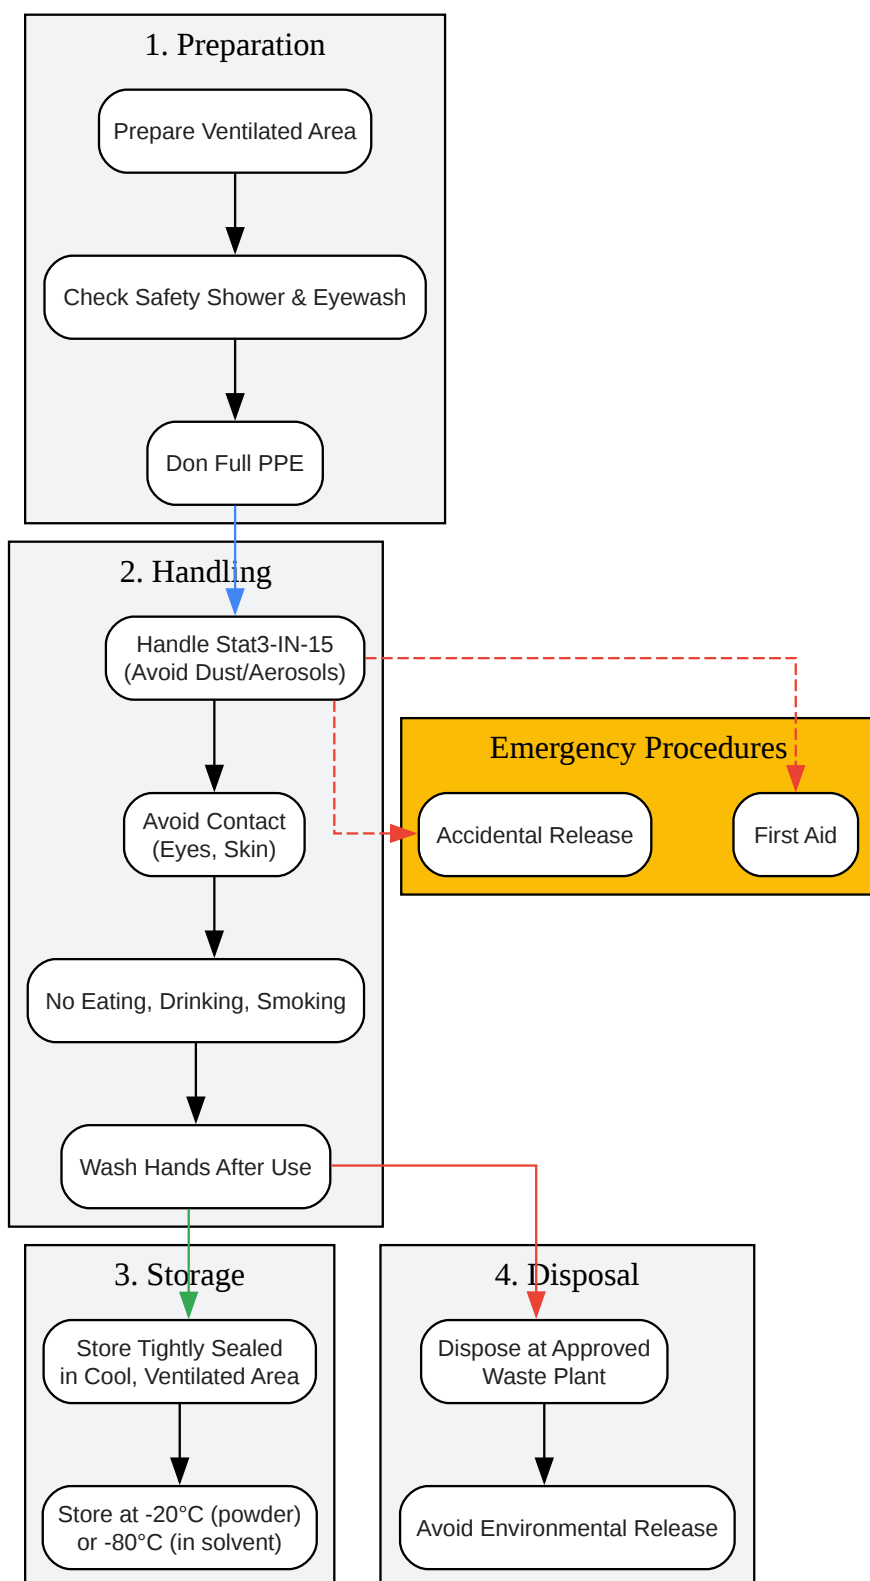 1. Preparation
Prepare Ventilated Area
Check Safety Shower & Eyewash
Don Full PPE
2. Handling
Handle Stat3-IN-15
(Avoid Dust/Aerosols)
Emergency Procedures
Avoid Contact
(Eyes, Skin)
Accidental Release
First Aid
No Eating, Drinking, Smoking
Wash Hands After Use
3. Storage
Store Tightly Sealed
in Cool, Ventilated Area
Store at -20°C (powder)
or -80°C (in solvent)
4. Disposal
Dispose at Approved
Waste Plant
Avoid Environmental Release